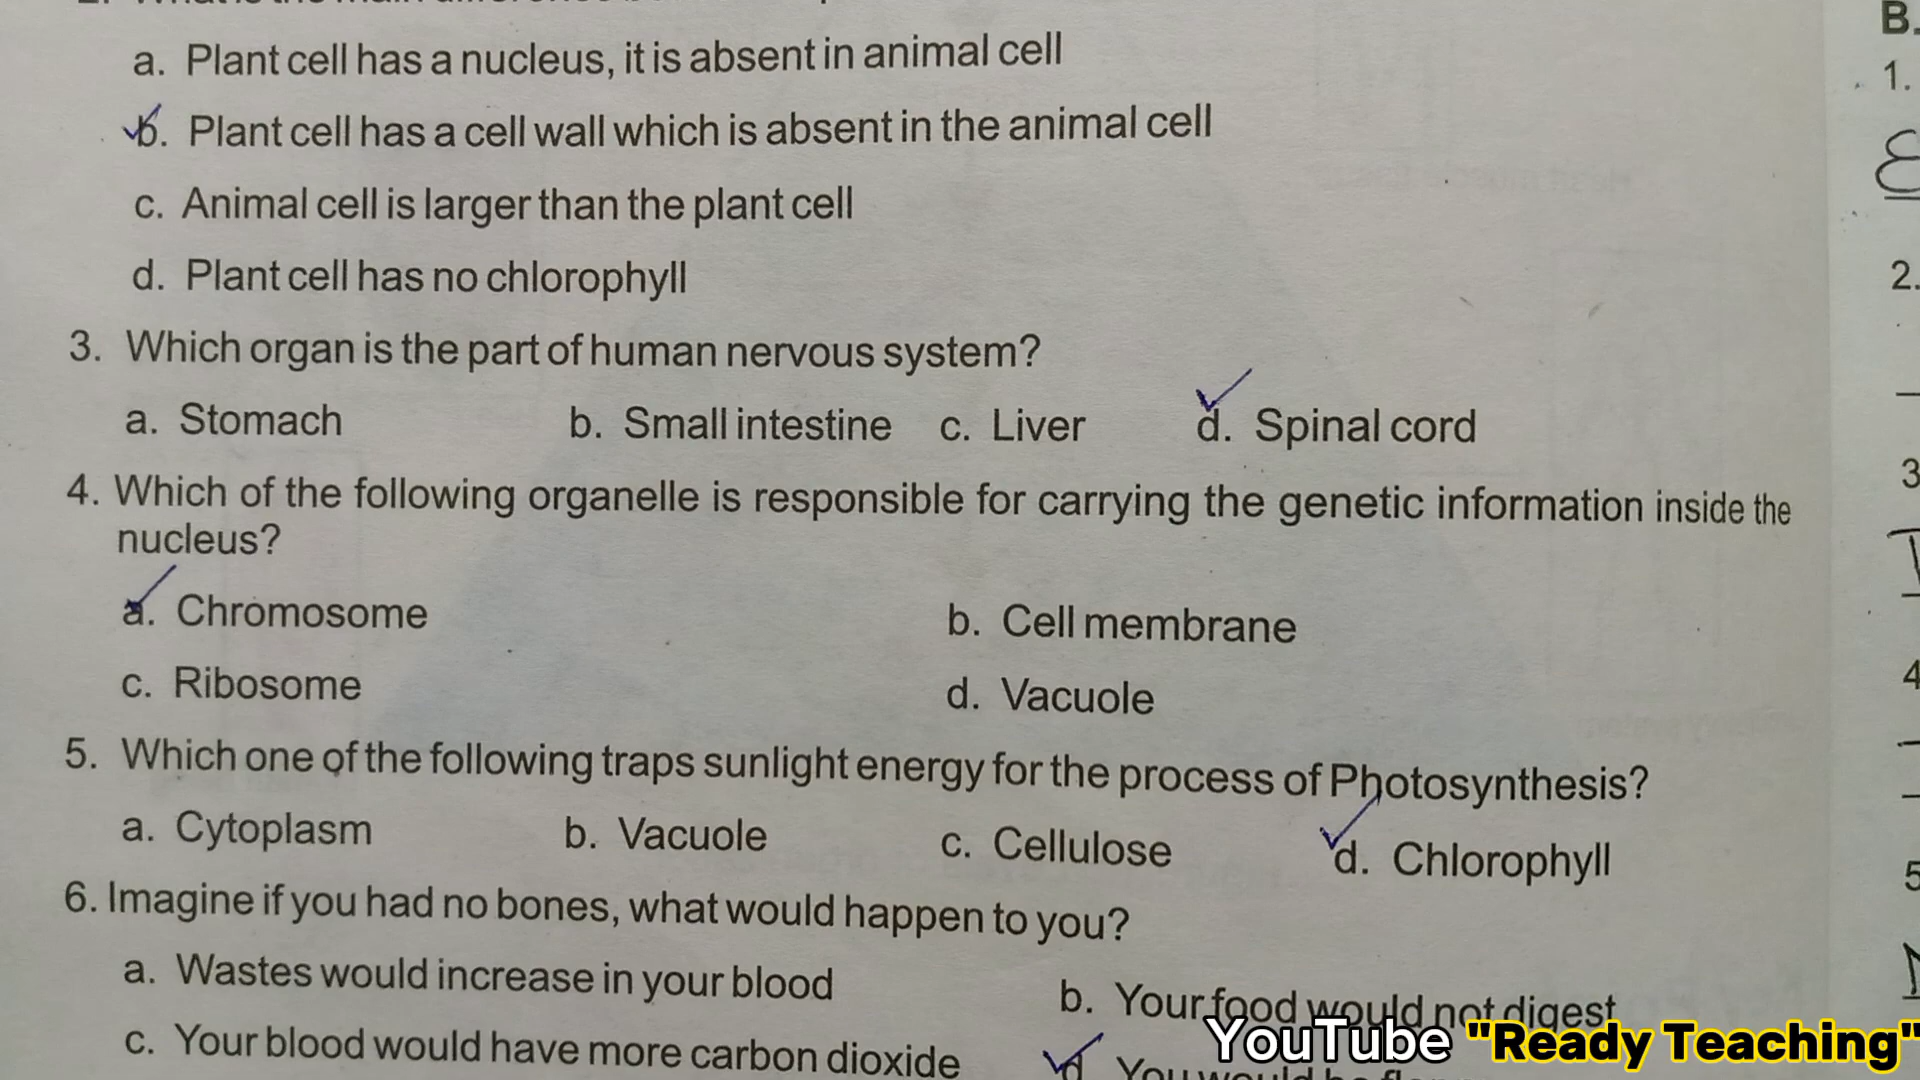 a. Plant cell has a nucleus, it is absent in animal cell
b. Plant cell has a cell wall which is absent in the animal cell
c. Animal cell is larger than the plant cell
d. Plant cell has no chlorophyll
3. Which organ is the part of human nervous system?
a. Stomach b. Small intestine c. Liver d. Spinal cord
4. Which of the following organelle is responsible for carrying the genetic information inside the
nucleus?
a. Chromosome b. Cell membrane
c. Ribosome d. Vacuole
5. Which one of the following traps sunlight energy for the process of Photosynthesis?
a. Cytoplasm b. Vacuole c. Cellulose d. Chlorophyll
6. Imagine if you had no bones, what would happen to you?
a. Wastes would increase in your blood b. Your food would not digest
c. Your blood would have more carbon dioxide d You would be
YouTube "Ready Teaching"
B.
1.
2.
3
4
5